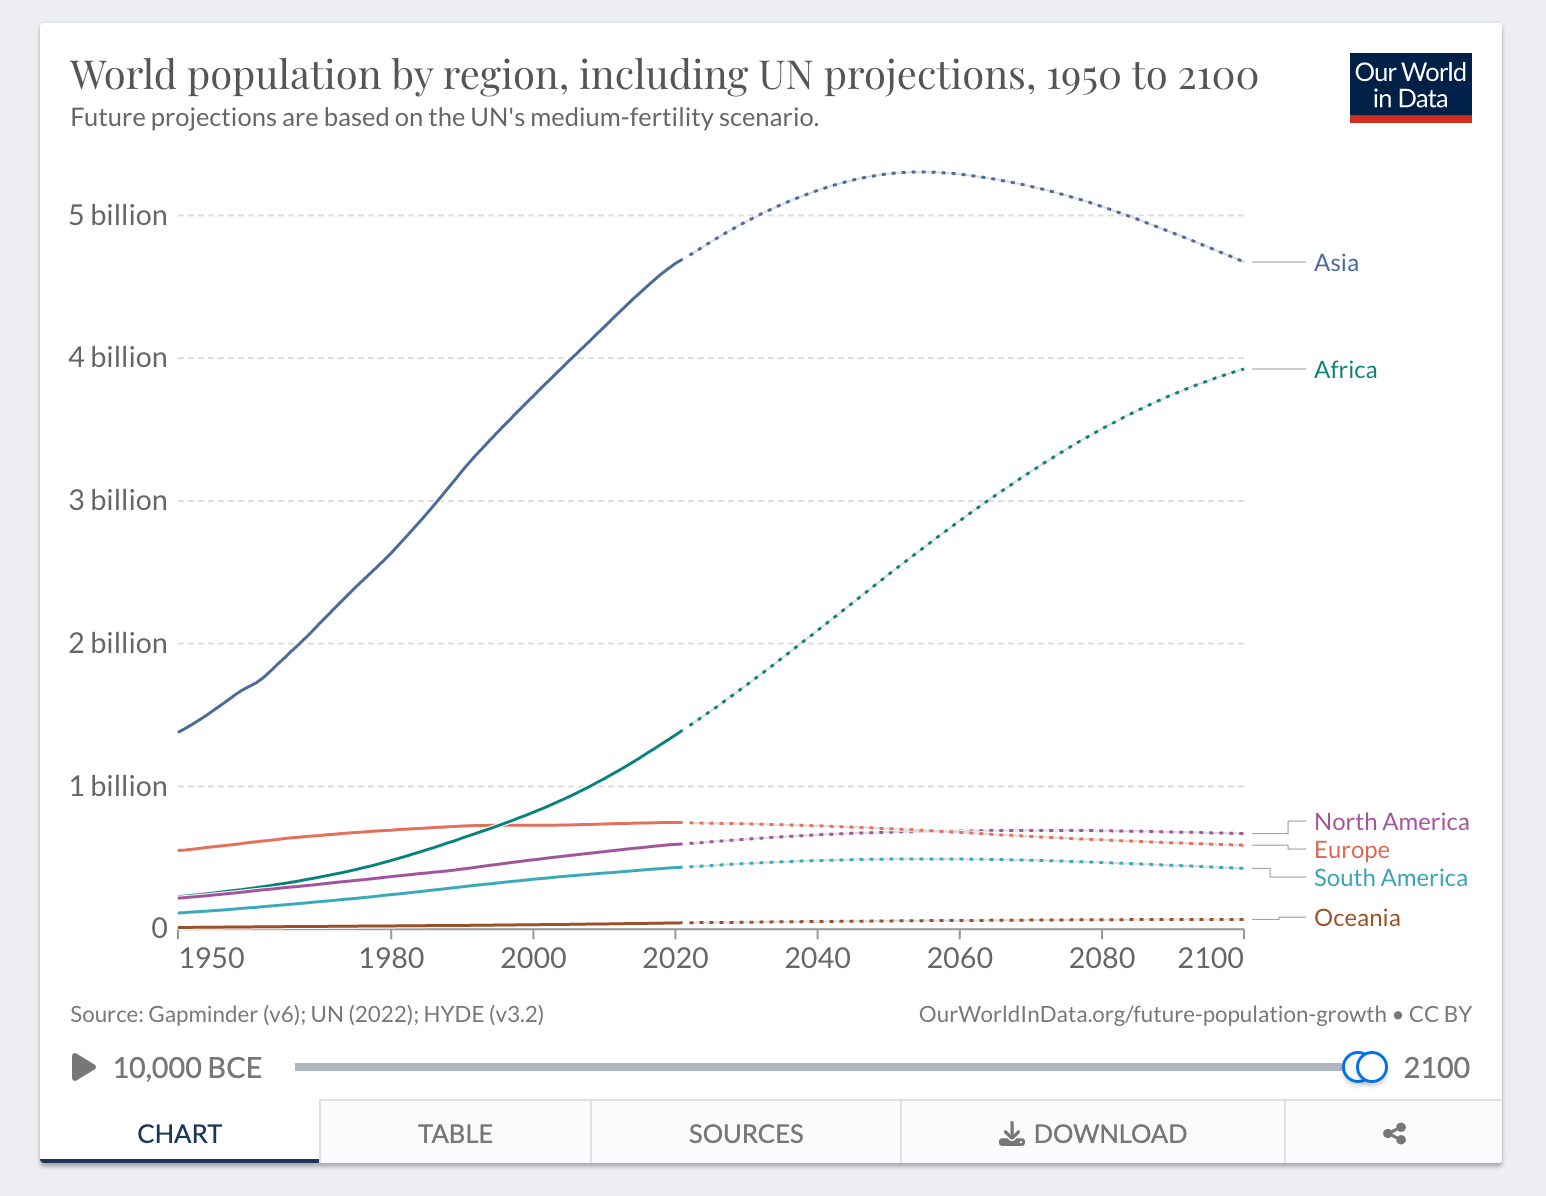 World population by region, including UN projections, 1950 to 2100
Future projections are based on the UN's medium-fertility scenario.
Our World
in Data
5 billion
4 billion
3 billion
2 billion
1 billion
0
Asia
Africa
North America
Europe
South America
Oceania
1950 1980 2000 2020 2040 2060 2080 2100
Source: Gapminder (v6); UN (2022); HYDE (v3.2)
OurWorldInData.org/future-population-growth • CC BY
10,000 BCE 2100
CHART TABLE SOURCES DOWNLOAD